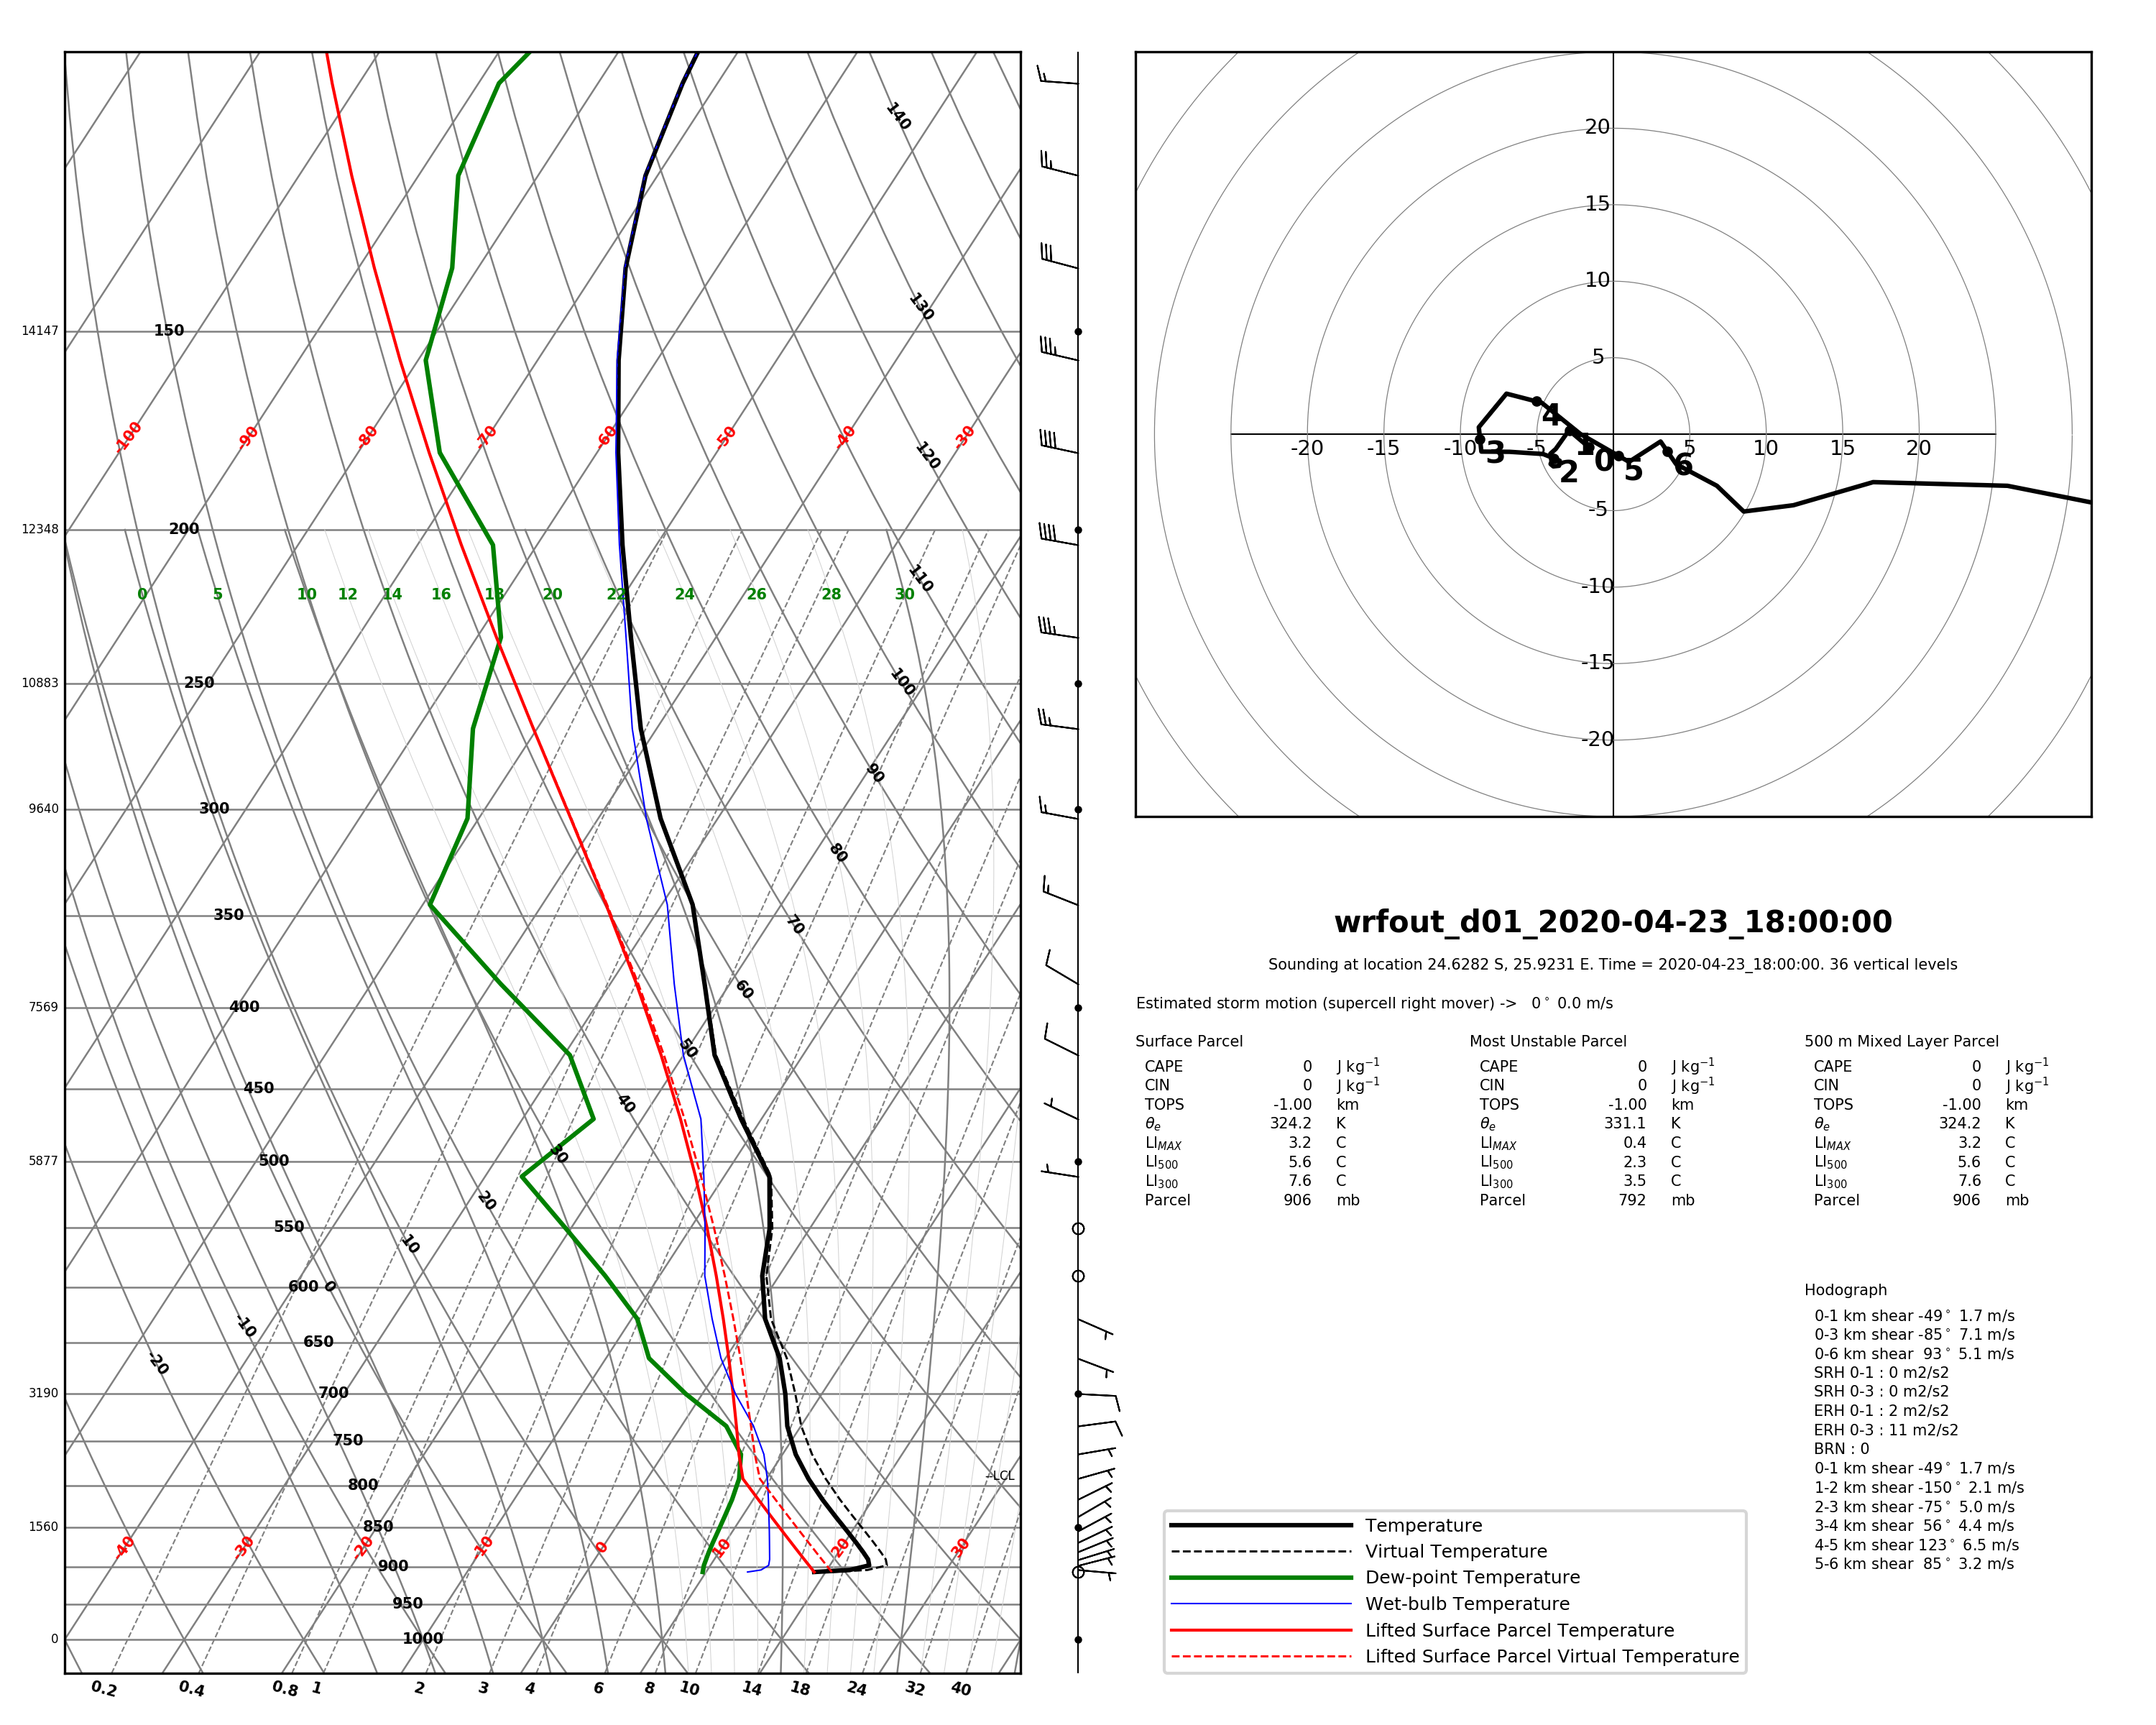 140
130
120
110
100
90
80
70
60
50
40
30
20
10
0
-10
-20
14147 150
-100 -90 -80 -70 -60 -50 -40 -30
12348 200
0 5 10 12 14 16 18 20 22 24 26 28 30
10883 250
9640 300
350
7569 400
450
5877 500
550
600
650
3190 700
750
--LCL
800
1560 850
-40 -30 -20 -10 0 10 20 30
900
950
0 1000
0.2 0.4 0.8 1 2 3 4 6 8 10 14 18 24 32 40
20
15
10
5
-20 -15 -10 -5 5 10 15 20
-5
-10
-15
-20
0 1 2 3 4 5 6
wrfout_d01_2020-04-23_18:00:00
Sounding at location 24.6282 S, 25.9231 E. Time = 2020-04-23_18:00:00. 36 vertical levels
Estimated storm motion (supercell right mover) -> 0° 0.0 m/s
Surface Parcel
CAPE 0 J kg⁻¹
CIN 0 J kg⁻¹
TOPS -1.00 km
θe 324.2 K
LIMAX 3.2 C
LI500 5.6 C
LI300 7.6 C
Parcel 906 mb
Most Unstable Parcel
CAPE 0 J kg⁻¹
CIN 0 J kg⁻¹
TOPS -1.00 km
θe 331.1 K
LIMAX 0.4 C
LI500 2.3 C
LI300 3.5 C
Parcel 792 mb
500 m Mixed Layer Parcel
CAPE 0 J kg⁻¹
CIN 0 J kg⁻¹
TOPS -1.00 km
θe 324.2 K
LIMAX 3.2 C
LI500 5.6 C
LI300 7.6 C
Parcel 906 mb
Hodograph
0-1 km shear -49° 1.7 m/s
0-3 km shear -85° 7.1 m/s
0-6 km shear 93° 5.1 m/s
SRH 0-1 : 0 m2/s2
SRH 0-3 : 0 m2/s2
ERH 0-1 : 2 m2/s2
ERH 0-3 : 11 m2/s2
BRN : 0
0-1 km shear -49° 1.7 m/s
1-2 km shear -150° 2.1 m/s
2-3 km shear -75° 5.0 m/s
3-4 km shear 56° 4.4 m/s
4-5 km shear 123° 6.5 m/s
5-6 km shear 85° 3.2 m/s
Temperature
Virtual Temperature
Dew-point Temperature
Wet-bulb Temperature
Lifted Surface Parcel Temperature
Lifted Surface Parcel Virtual Temperature